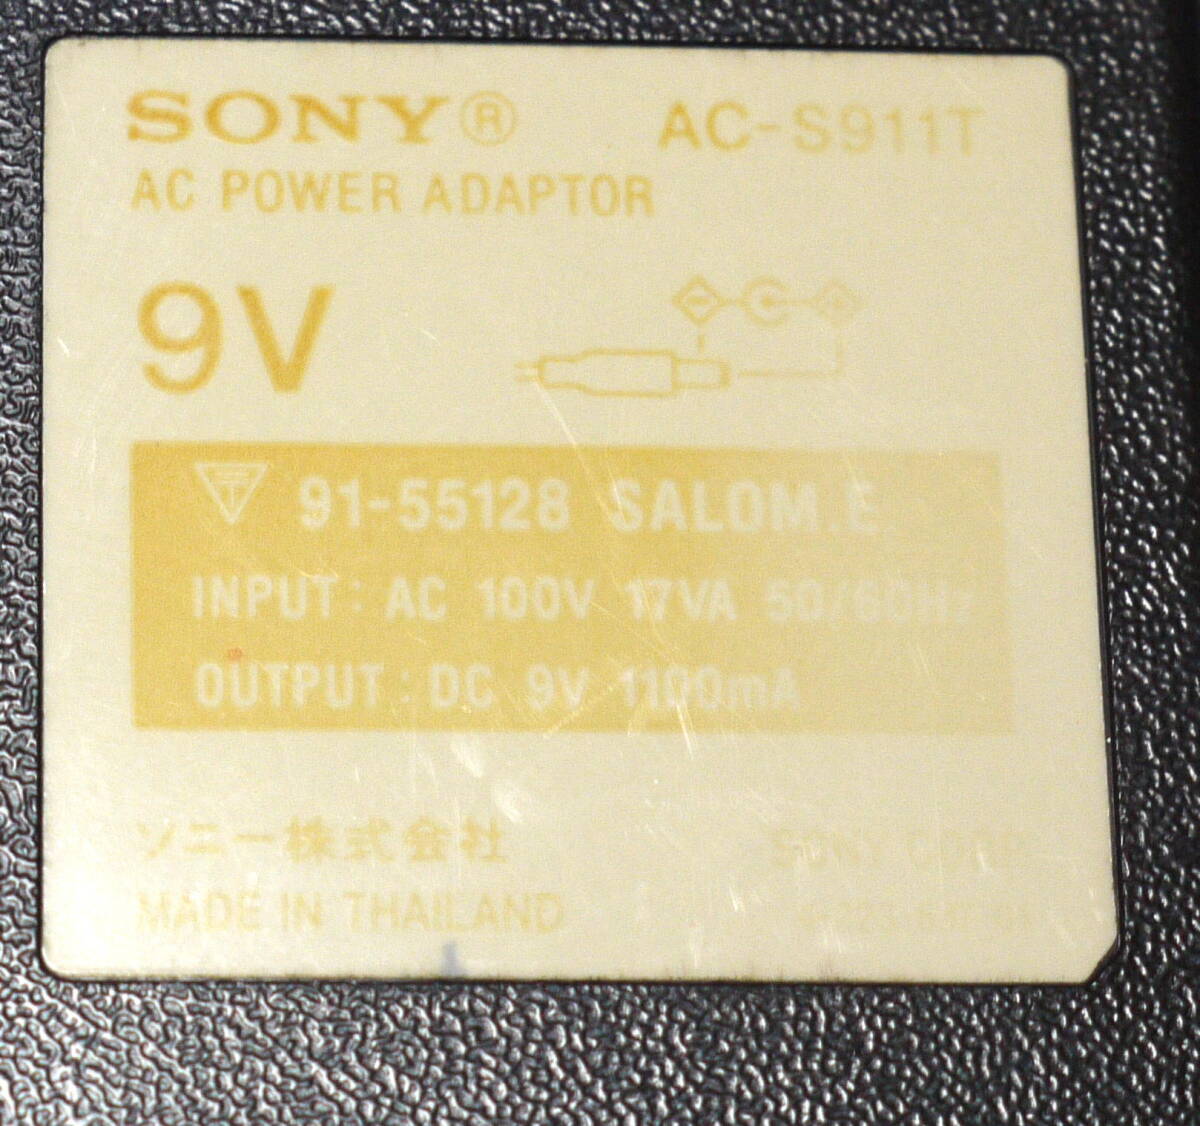 SONY® AC-S911T
AC POWER ADAPTOR
9V
91-55128 SALOM.E
INPUT: AC 100V 17VA 50/60Hz
OUTPUT: DC 9V 1100mA
ソニー株式会社 SONY
MADE IN THAILAND